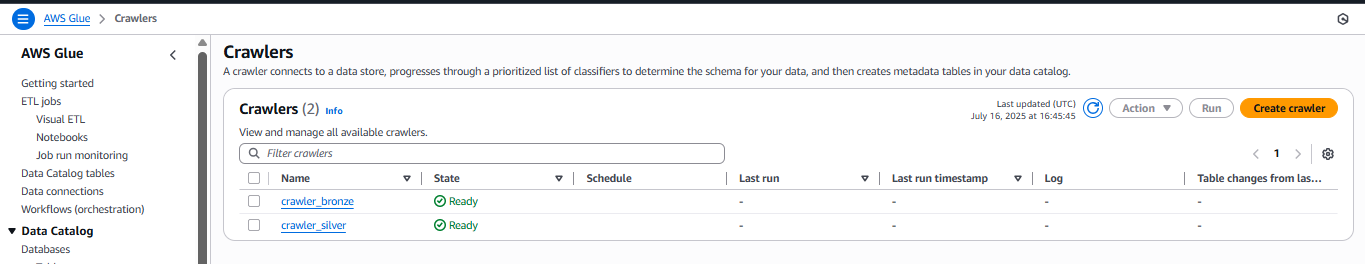 AWS Glue > Crawlers
AWS Glue
Getting started
ETL jobs
Visual ETL
Notebooks
Job run monitoring
Data Catalog tables
Data connections
Workflows (orchestration)
Data Catalog
Databases
Crawlers
A crawler connects to a data store, progresses through a prioritized list of classifiers to determine the schema for your data, and then creates metadata tables in your data catalog.
Crawlers (2) Info
Last updated (UTC)
July 16, 2025 at 16:45:45
Action
Run
Create crawler
View and manage all available crawlers.
Filter crawlers
1
Name State Schedule Last run Last run timestamp Log Table changes from las...
crawler_bronze Ready - - - -
crawler_silver Ready - - - -